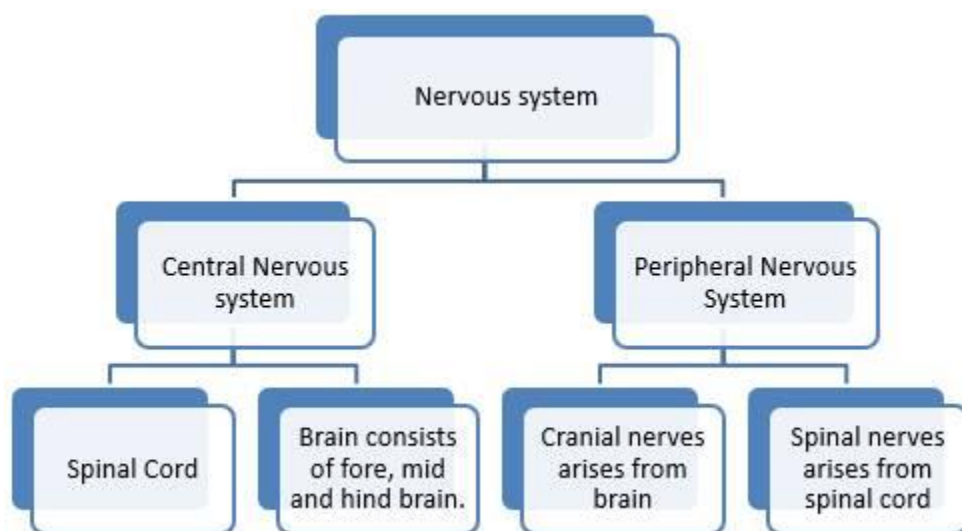 Nervous system
Central Nervous
system
Peripheral Nervous
System
Spinal Cord
Brain consists
of fore, mid
and hind brain.
Cranial nerves
arises from
brain
Spinal nerves
arises from
spinal cord